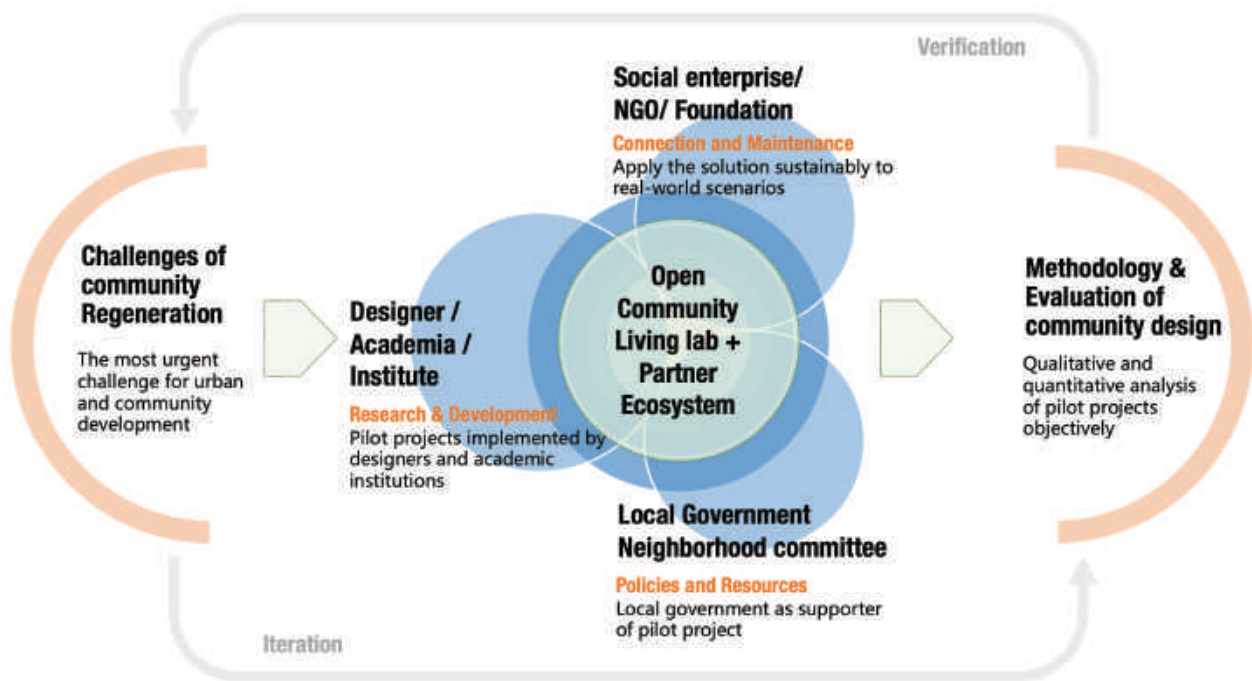 Verification
Social enterprise/
NGO/ Foundation
Connection and Maintenance
Apply the solution sustainably to
real-world scenarios
Challenges of
community
Regeneration
The most urgent
challenge for urban
and community
development
Designer /
Academia /
Institute
Research & Development
Pilot projects implemented by
designers and academic
institutions
Open
Community
Living lab +
Partner
Ecosystem
Methodology &
Evaluation of
community design
Qualitative and
quantitative analysis
of pilot projects
objectively
Local Government
Neighborhood committee
Policies and Resources
Local government as supporter
of pilot project
Iteration